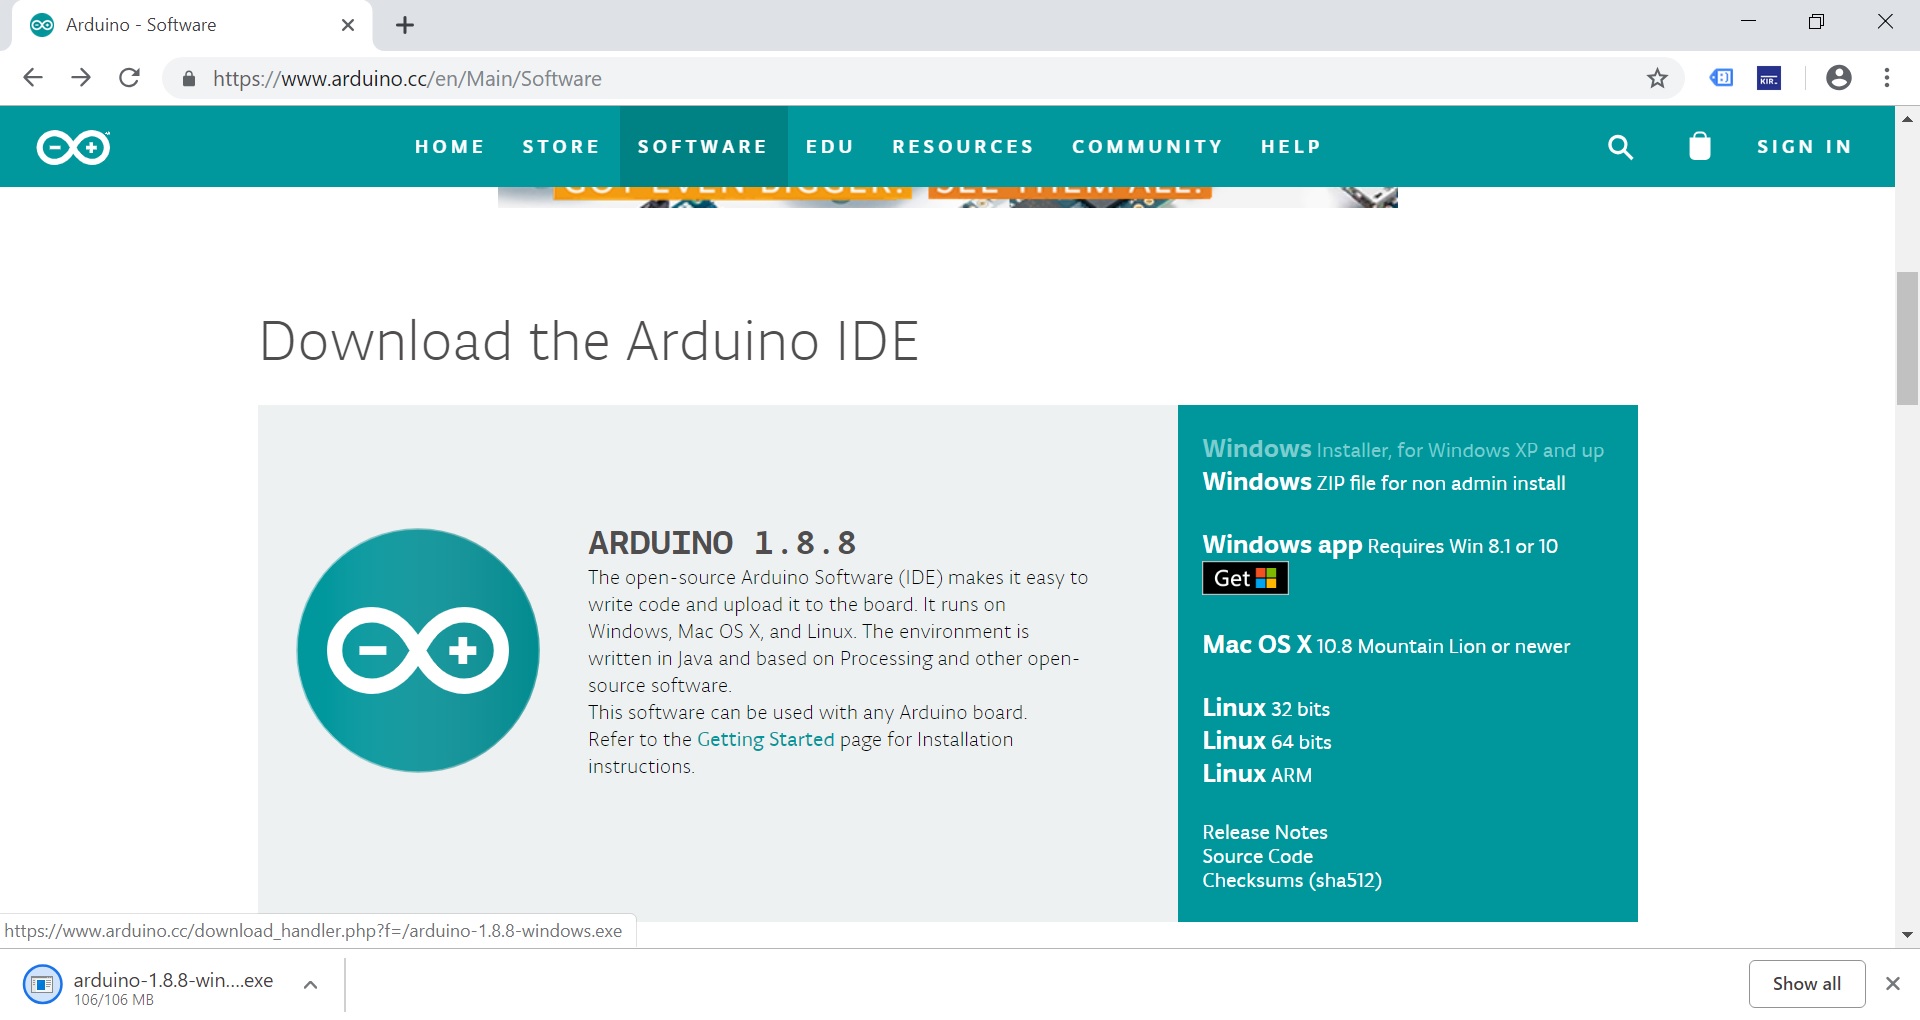 Arduino - Software
https://www.arduino.cc/en/Main/Software
KIR.
HOME STORE SOFTWARE EDU RESOURCES COMMUNITY HELP SIGN IN
GOT EVEN BIGGER! SEE THEM ALL!
Download the Arduino IDE
ARDUINO 1.8.8
The open-source Arduino Software (IDE) makes it easy to
write code and upload it to the board. It runs on
Windows, Mac OS X, and Linux. The environment is
written in Java and based on Processing and other open-
source software.
This software can be used with any Arduino board.
Refer to the Getting Started page for Installation
instructions.
Windows Installer, for Windows XP and up
Windows ZIP file for non admin install
Windows app Requires Win 8.1 or 10
Get
Mac OS X 10.8 Mountain Lion or newer
Linux 32 bits
Linux 64 bits
Linux ARM
Release Notes
Source Code
Checksums (sha512)
https://www.arduino.cc/download_handler.php?f=/arduino-1.8.8-windows.exe
arduino-1.8.8-win....exe
106/106 MB
Show all